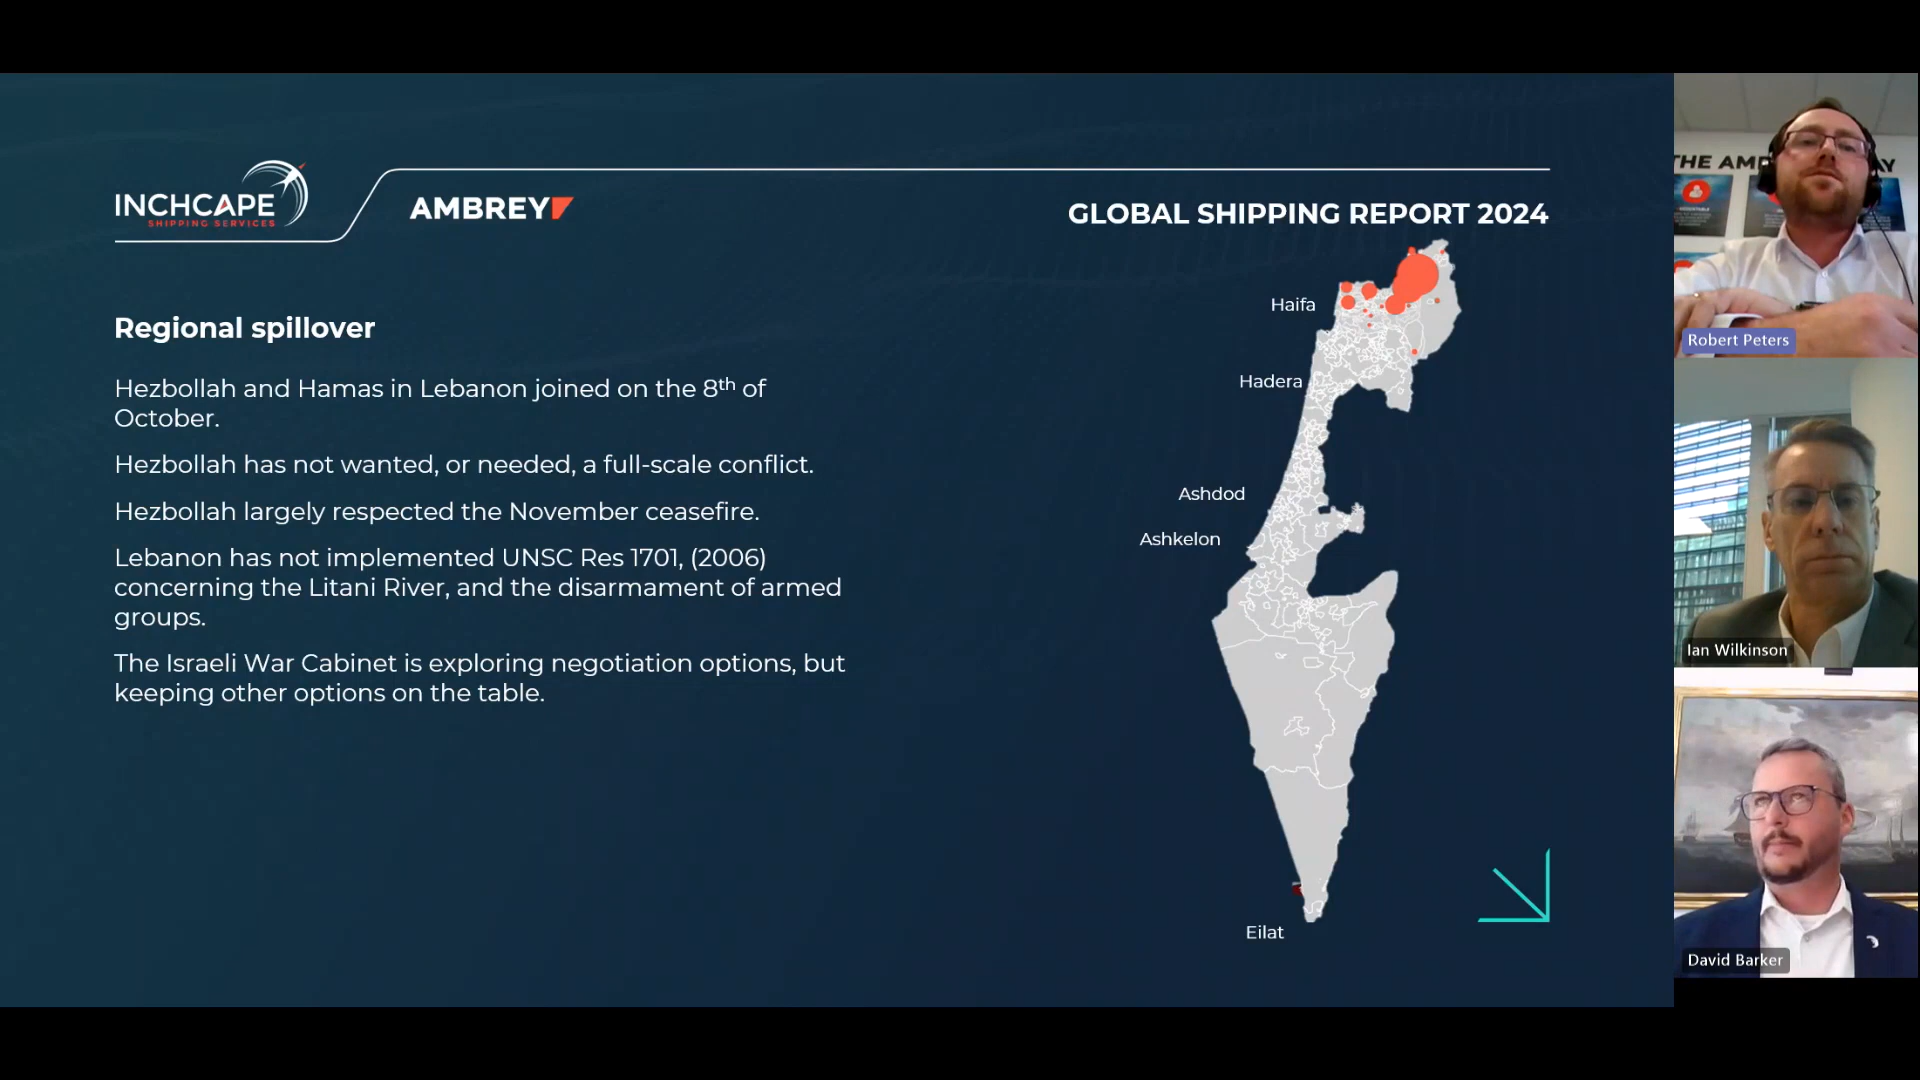 INCHCAPE
SHIPPING SERVICES
AMBREY
GLOBAL SHIPPING REPORT 2024
Regional spillover
Hezbollah and Hamas in Lebanon joined on the 8th of
October.
Hezbollah has not wanted, or needed, a full-scale conflict.
Hezbollah largely respected the November ceasefire.
Lebanon has not implemented UNSC Res 1701, (2006)
concerning the Litani River, and the disarmament of armed
groups.
The Israeli War Cabinet is exploring negotiation options, but
keeping other options on the table.
Haifa
Hadera
Ashdod
Ashkelon
Eilat
THE AM
Y
Robert Peters
Ian Wilkinson
David Barker